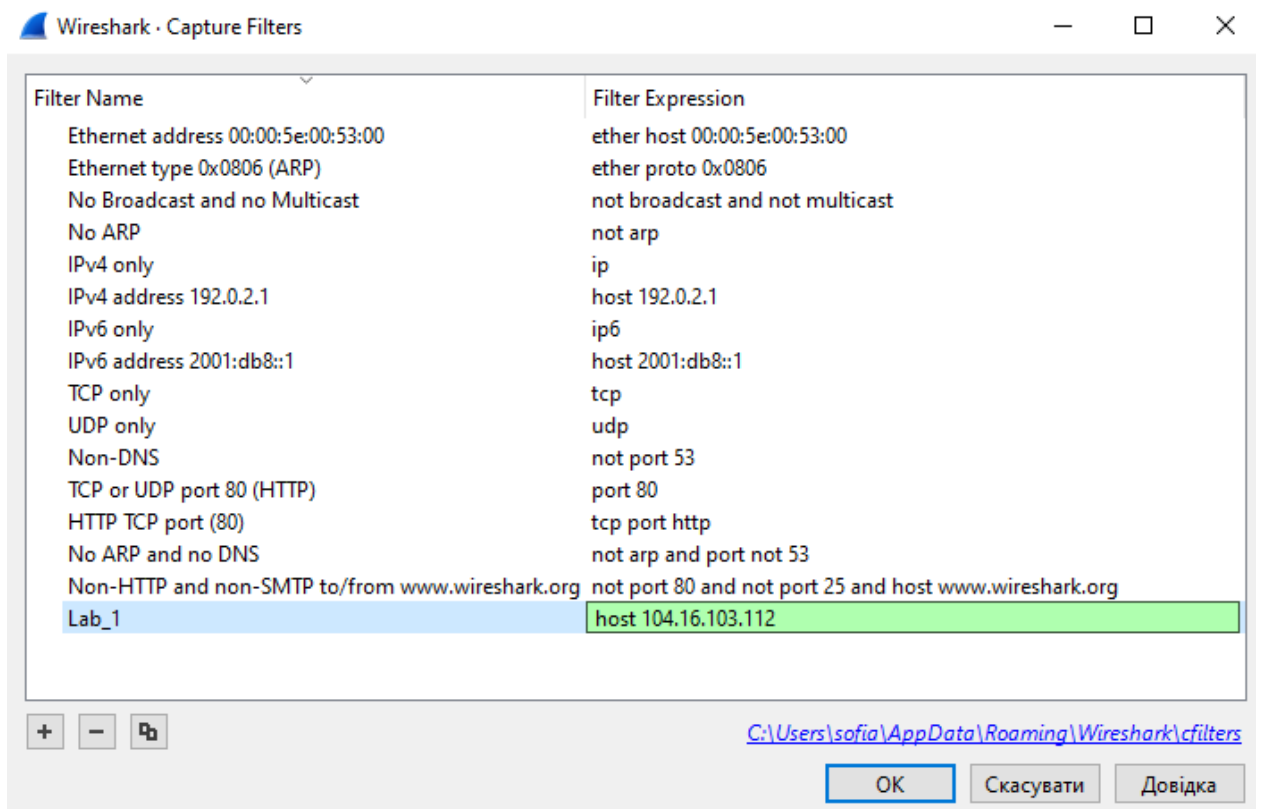 Wireshark · Capture Filters
Filter Name Filter Expression
Ethernet address 00:00:5e:00:53:00 ether host 00:00:5e:00:53:00
Ethernet type 0x0806 (ARP) ether proto 0x0806
No Broadcast and no Multicast not broadcast and not multicast
No ARP not arp
IPv4 only ip
IPv4 address 192.0.2.1 host 192.0.2.1
IPv6 only ip6
IPv6 address 2001:db8::1 host 2001:db8::1
TCP only tcp
UDP only udp
Non-DNS not port 53
TCP or UDP port 80 (HTTP) port 80
HTTP TCP port (80) tcp port http
No ARP and no DNS not arp and port not 53
Non-HTTP and non-SMTP to/from www.wireshark.org not port 80 and not port 25 and host www.wireshark.org
Lab_1 host 104.16.103.112
C:\Users\sofia\AppData\Roaming\Wireshark\cfilters
OK Скасувати Довідка